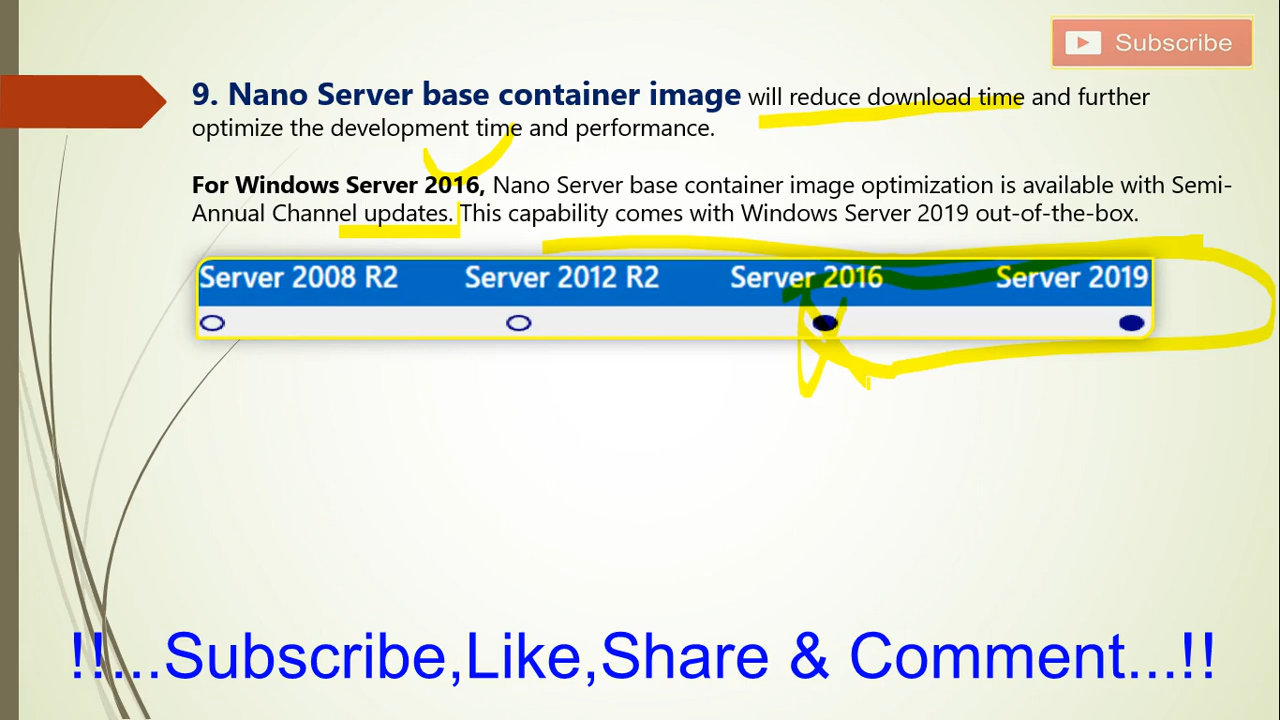 Subscribe
9. Nano Server base container image will reduce download time and further
optimize the development time and performance.
For Windows Server 2016, Nano Server base container image optimization is available with Semi-
Annual Channel updates. This capability comes with Windows Server 2019 out-of-the-box.
Server 2008 R2 Server 2012 R2 Server 2016 Server 2019
!!...Subscribe,Like,Share & Comment...!!